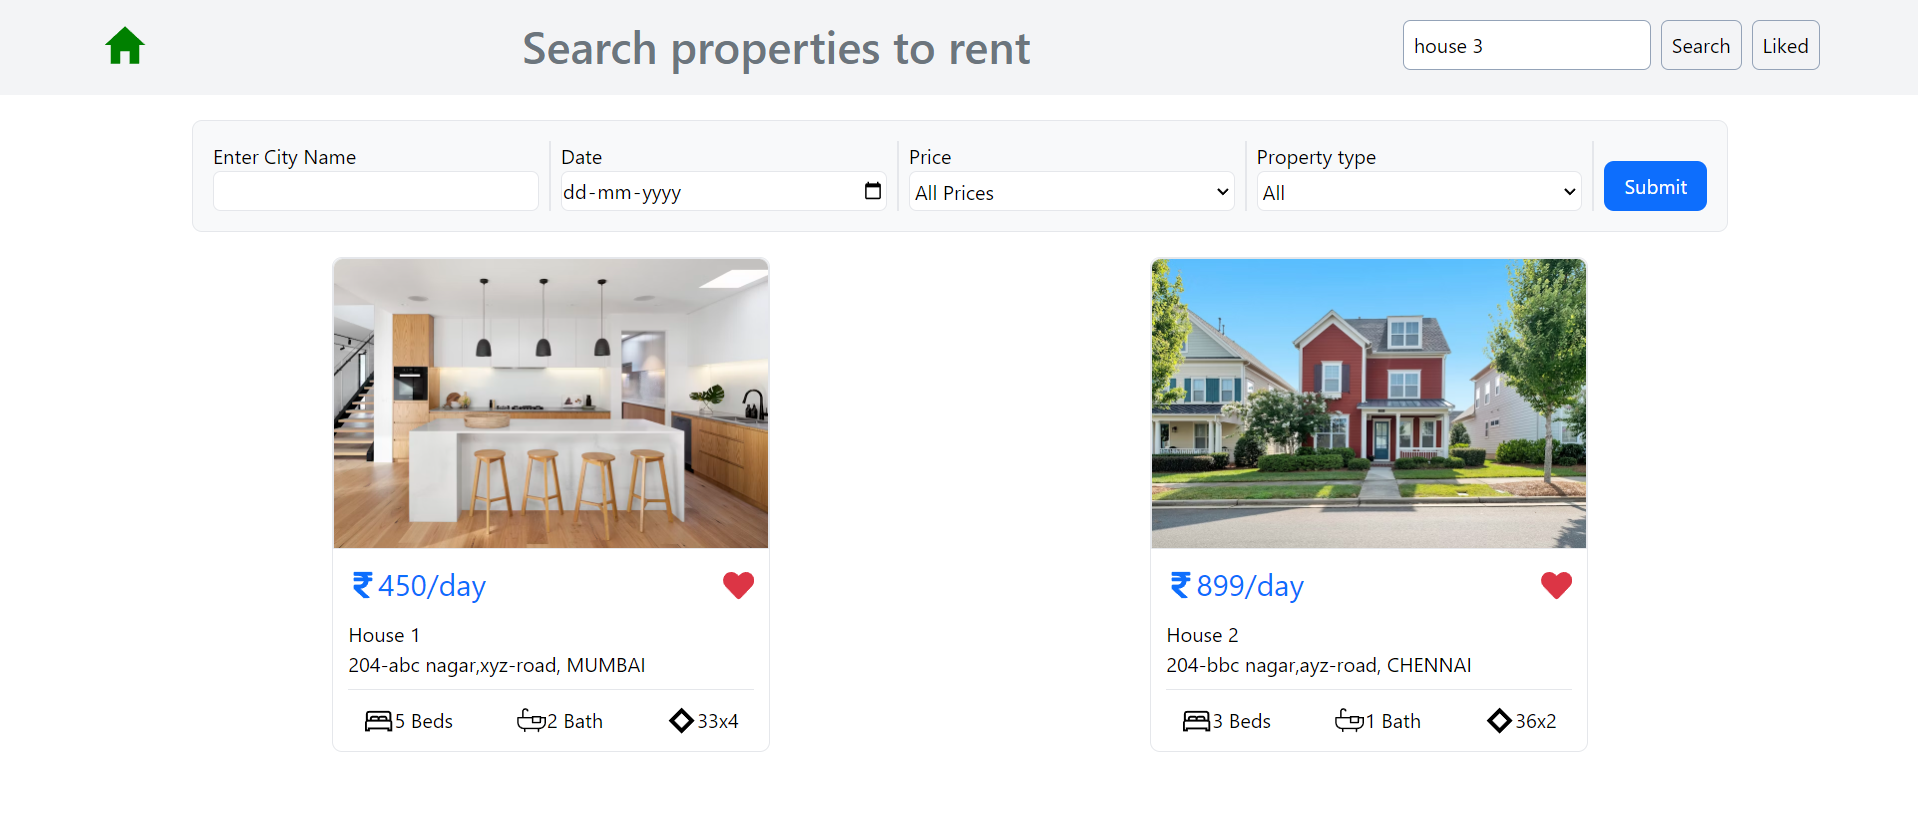 Search properties to rent
house 3
Search
Liked
Enter City Name
Date
Price
Property type
dd-mm-yyyy
All Prices
All
Submit
₹ 450/day
House 1
204-abc nagar,xyz-road, MUMBAI
5 Beds
2 Bath
33x4
₹ 899/day
House 2
204-bbc nagar,ayz-road, CHENNAI
3 Beds
1 Bath
36x2